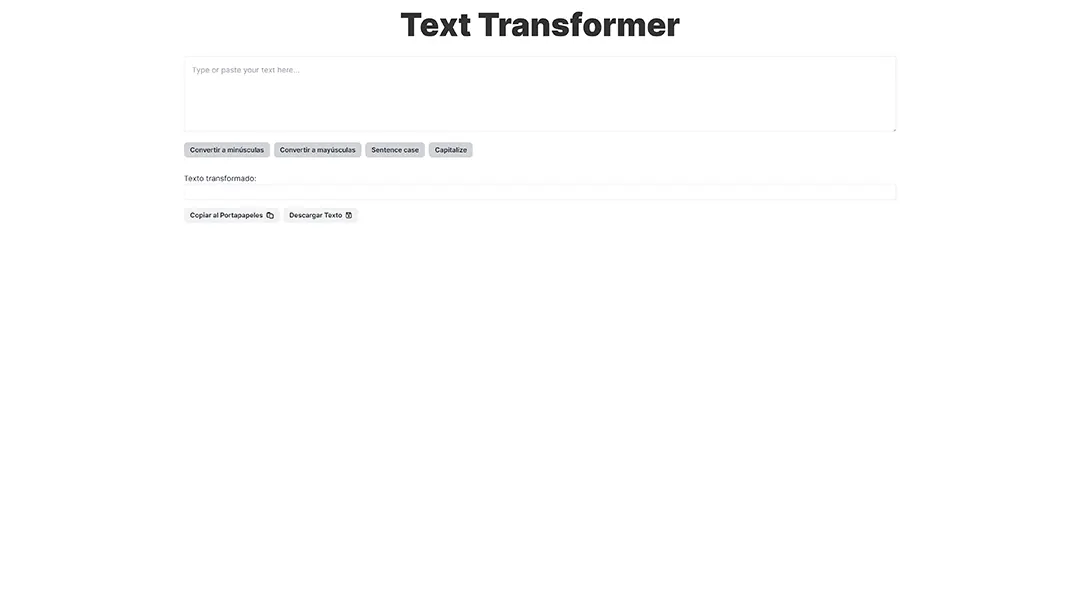 Text Transformer
Type or paste your text here...
Convertir a minúsculas Convertir a mayúsculas Sentence case Capitalize
Texto transformado:
Copiar al Portapapeles Descargar Texto